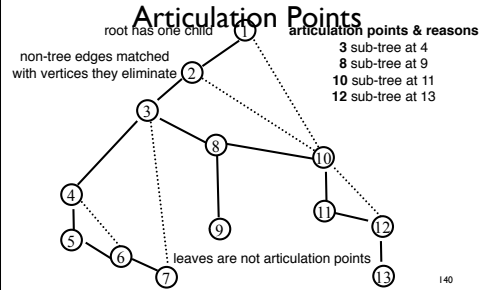 Articulation Points
root has one child
articulation points & reasons
3 sub-tree at 4
8 sub-tree at 9
10 sub-tree at 11
12 sub-tree at 13
non-tree edges matched
with vertices they eliminate
1
2
3
8
10
4
11
12
9
5
6
7
leaves are not articulation points
13
140